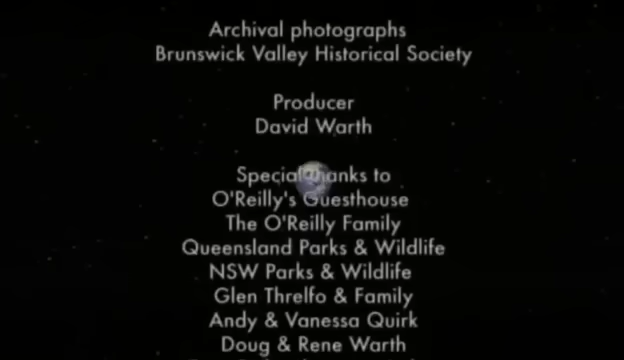 Archival photographs
Brunswick Valley Historical Society
Producer
David Warth
Special thanks to
O'Reilly's Guesthouse
The O'Reilly Family
Queensland Parks & Wildlife
NSW Parks & Wildlife
Glen Threlfo & Family
Andy & Vanessa Quirk
Doug & Rene Warth